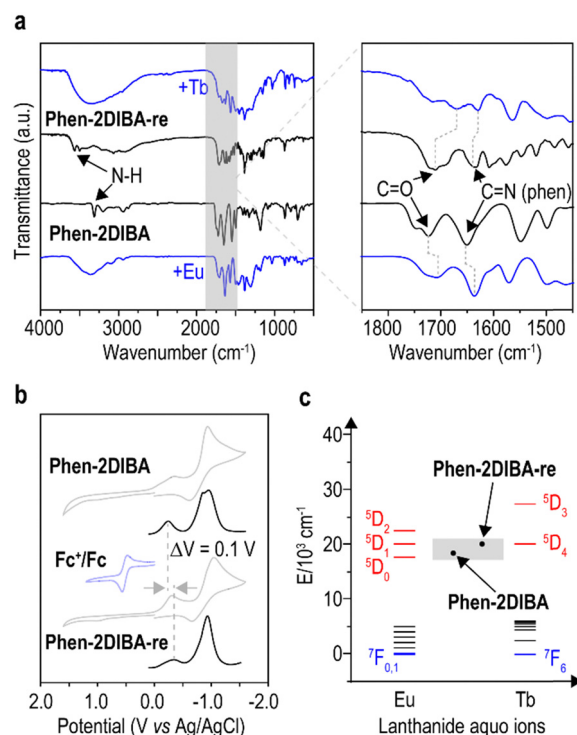 a
Transmittance (a.u.)
+Tb
Phen-2DIBA-re
N-H
Phen-2DIBA
+Eu
4000 3000 2000 1000
Wavenumber (cm⁻¹)
C=O
C=N (phen)
1800 1700 1600 1500
Wavenumber (cm⁻¹)
b
Phen-2DIBA
Fc⁺/Fc
ΔV = 0.1 V
Phen-2DIBA-re
2.0 1.0 0.0 -1.0 -2.0
Potential (V vs Ag/AgCl)
c
E/10³ cm⁻¹
40
30
20
10
0
Phen-2DIBA-re
⁵D₃
⁵D₂
⁵D₁
⁵D₄
⁵D₀
Phen-2DIBA
⁷F₀,₁
⁷F₆
Eu Tb
Lanthanide aquo ions